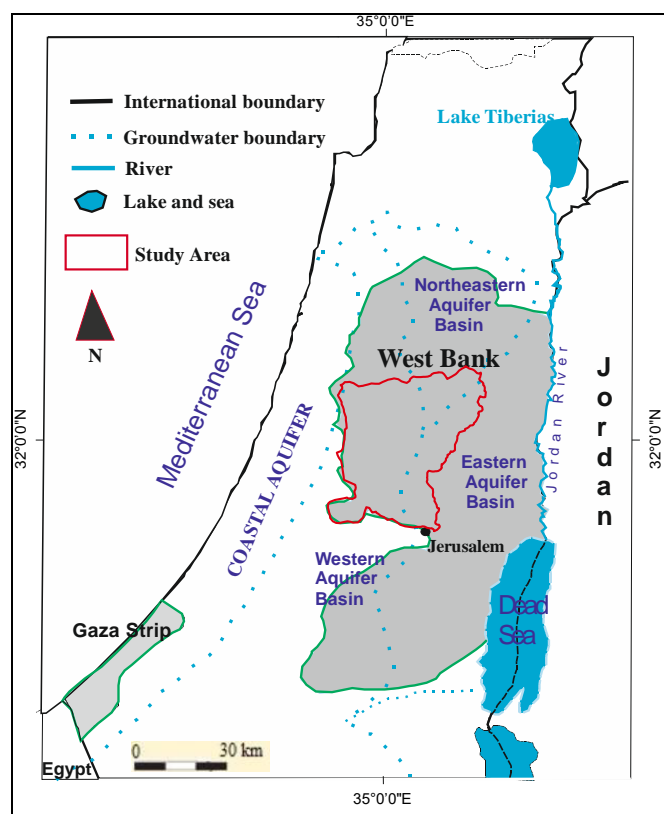 35°0'0"E
International boundary
Groundwater boundary
River
Lake and sea
Study Area
N
Lake Tiberias
Mediterranean Sea
COASTAL AQUIFER
Northeastern
Aquifer
Basin
West Bank
Jordan
Jordan River
32°0'0"N
32°0'0"N
Eastern
Aquifer
Basin
Jerusalem
Western
Aquifer
Basin
Dead
Sea
Gaza Strip
0 30 km
Egypt
35°0'0"E